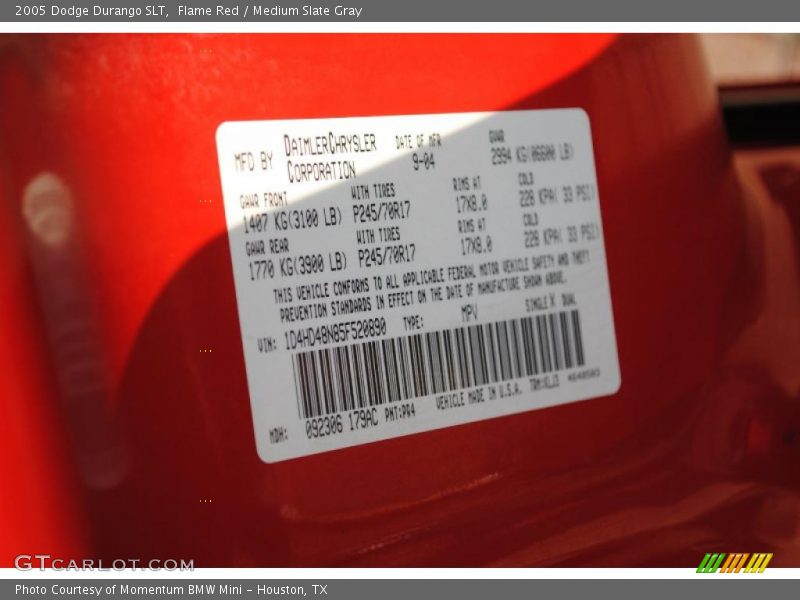 2005 Dodge Durango SLT, Flame Red / Medium Slate Gray
MFD BY DAIMLERCHRYSLER CORPORATION DATE OF MFR 9-04 GVWR 2994 KG(06600 LB)
GAWR FRONT WITH TIRES RIMS AT COLD
1407 KG(3100 LB) P245/70R17 17X8.0 228 KPA( 33 PSI)
GAWR REAR WITH TIRES RIMS AT COLD
1770 KG(3900 LB) P245/70R17 17X8.0 228 KPA( 33 PSI)
THIS VEHICLE CONFORMS TO ALL APPLICABLE FEDERAL MOTOR VEHICLE SAFETY AND THEFT
PREVENTION STANDARDS IN EFFECT ON THE DATE OF MANUFACTURE SHOWN ABOVE.
VIN: 1D4HD48N85F520890 TYPE: MPV SINGLE X DUAL
MDH: 092306 179AC PNT:PR4 VEHICLE MADE IN U.S.A.
GTCARLOT.COM
Photo Courtesy of Momentum BMW Mini - Houston, TX